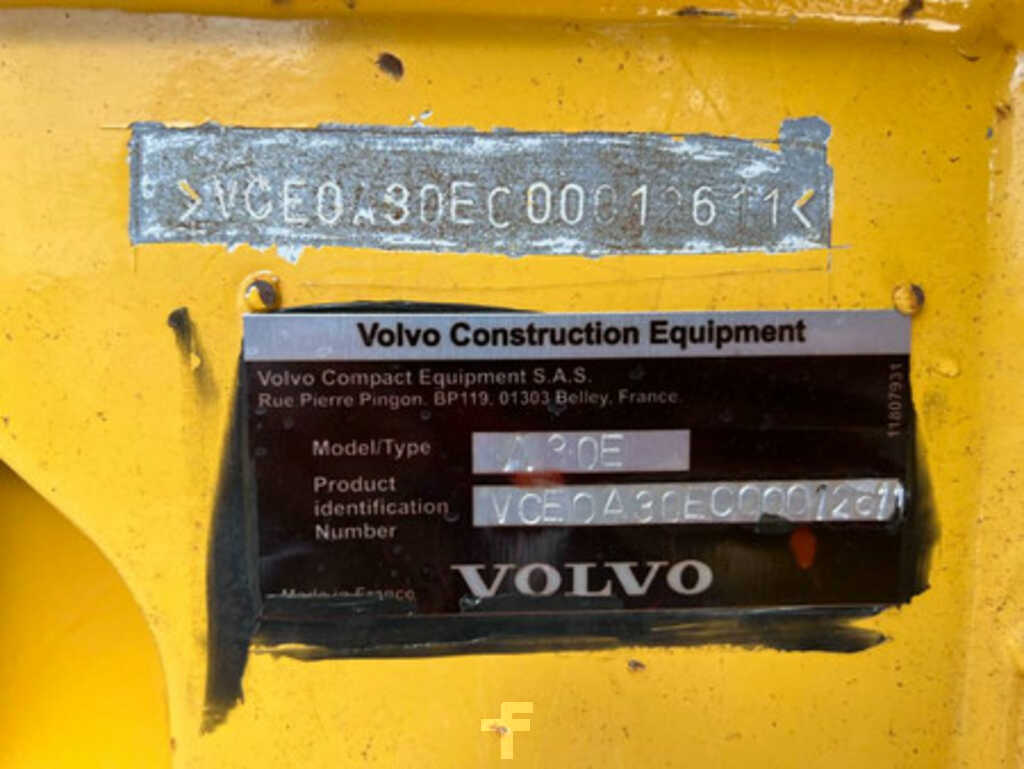 >VCE0A30EC00012611<
Volvo Construction Equipment
Volvo Compact Equipment S.A.S.
Rue Pierre Pingon. BP119, 01303 Belley, France.
11807931
Model/Type A30E
Product
identification VCE0A30EC00012611
Number
VOLVO
Made in France